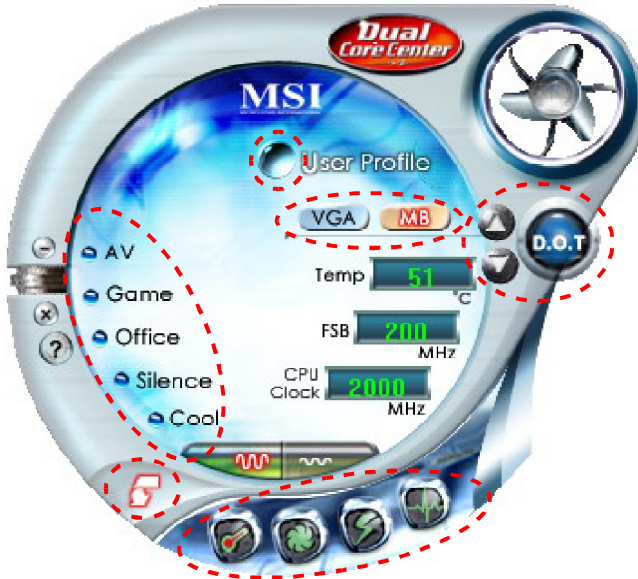 Dual
Core Center
MSI
User Profile
VGA MB
D.O.T
AV
Temp 51 °C
Game
FSB 200 MHz
Office
CPU Clock 2000 MHz
Silence
Cool
?